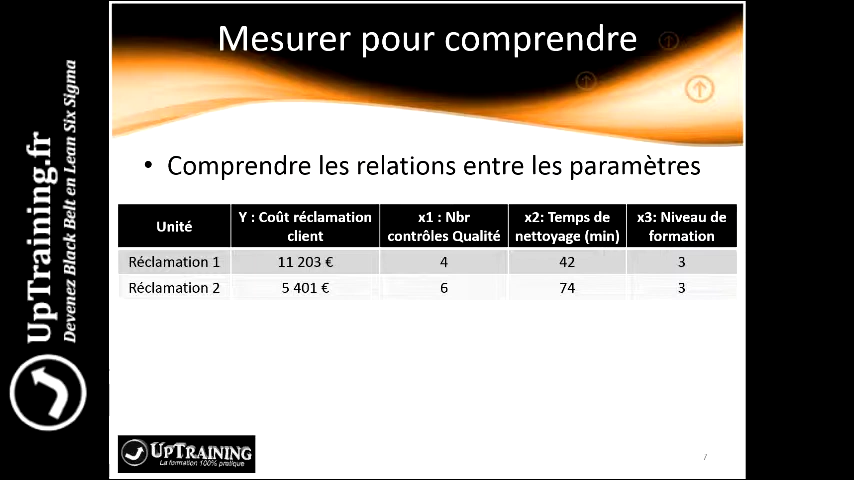 Mesurer pour comprendre
• Comprendre les relations entre les paramètres
Unité | Y : Coût réclamation client | x1 : Nbr contrôles Qualité | x2: Temps de nettoyage (min) | x3: Niveau de formation
Réclamation 1 | 11 203 € | 4 | 42 | 3
Réclamation 2 | 5 401 € | 6 | 74 | 3
UpTraining.fr
Devenez Black Belt en Lean Six Sigma
UPTRAINING
La formation 100% pratique
7